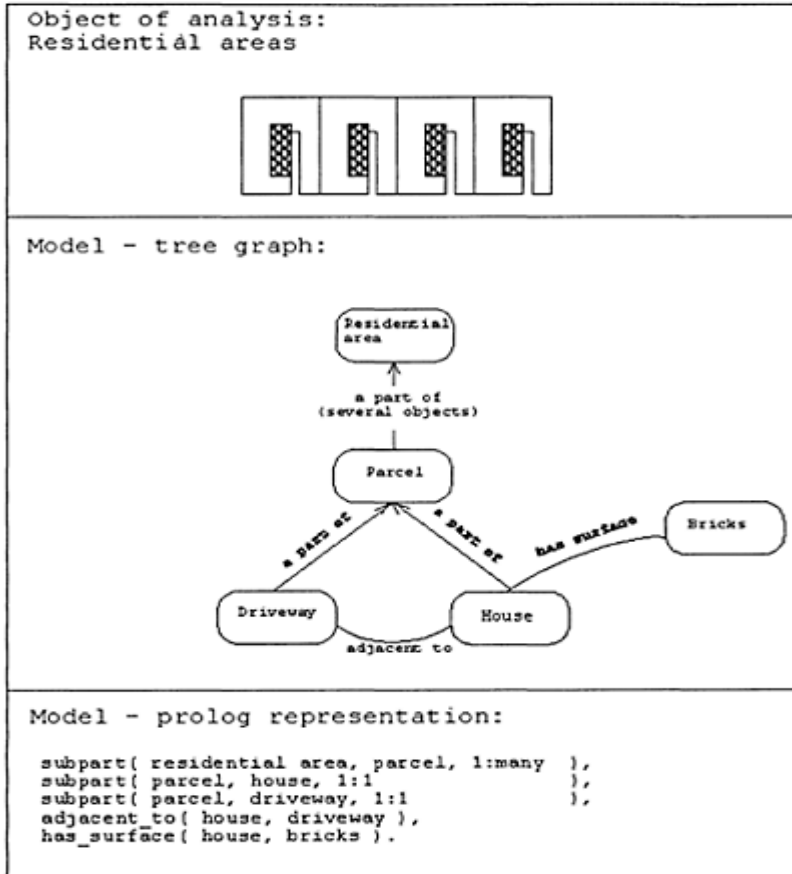 Object of analysis:
Residential areas
Model - tree graph:
Residential
area
a part of
(several objects)
Parcel
a part of
a part of
has surface
Bricks
Driveway
House
adjacent to
Model - prolog representation:
subpart( residential area, parcel, 1:many ),
subpart( parcel, house, 1:1 ),
subpart( parcel, driveway, 1:1 ),
adjacent_to( house, driveway ),
has_surface( house, bricks ).